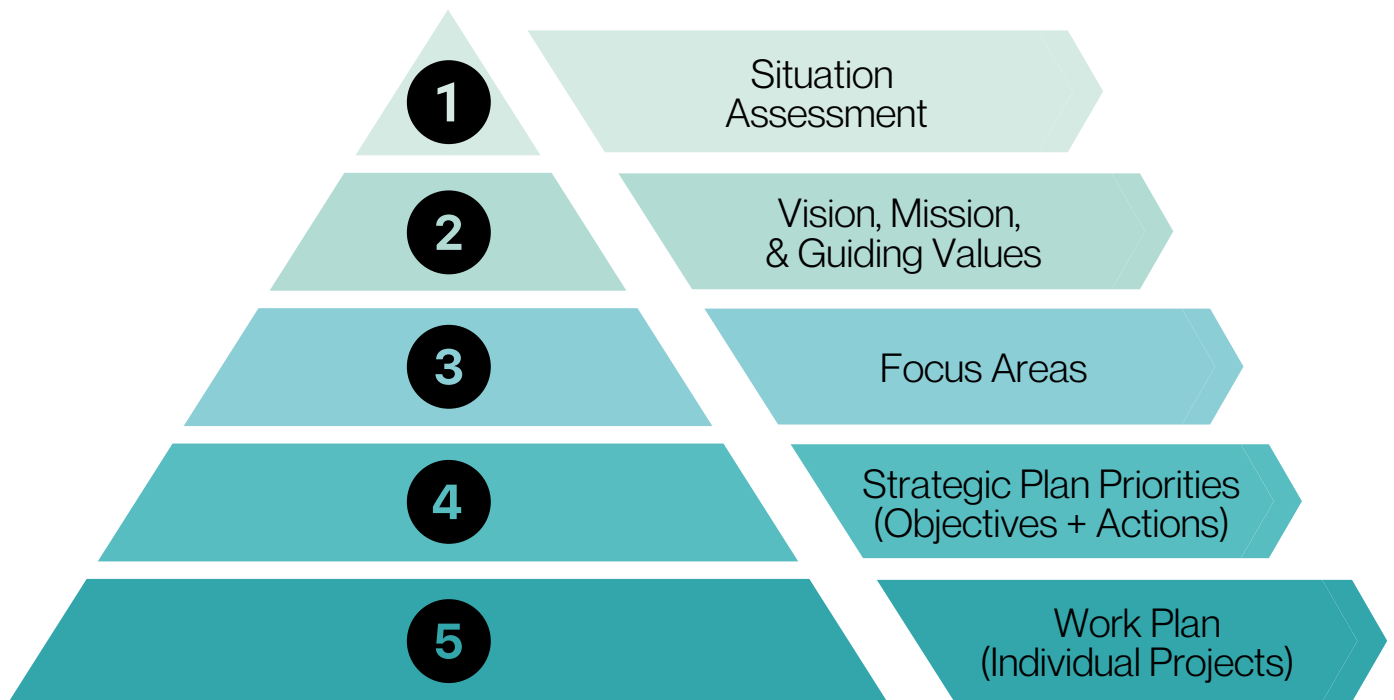 1
Situation
Assessment
2
Vision, Mission,
& Guiding Values
3
Focus Areas
4
Strategic Plan Priorities
(Objectives + Actions)
5
Work Plan
(Individual Projects)